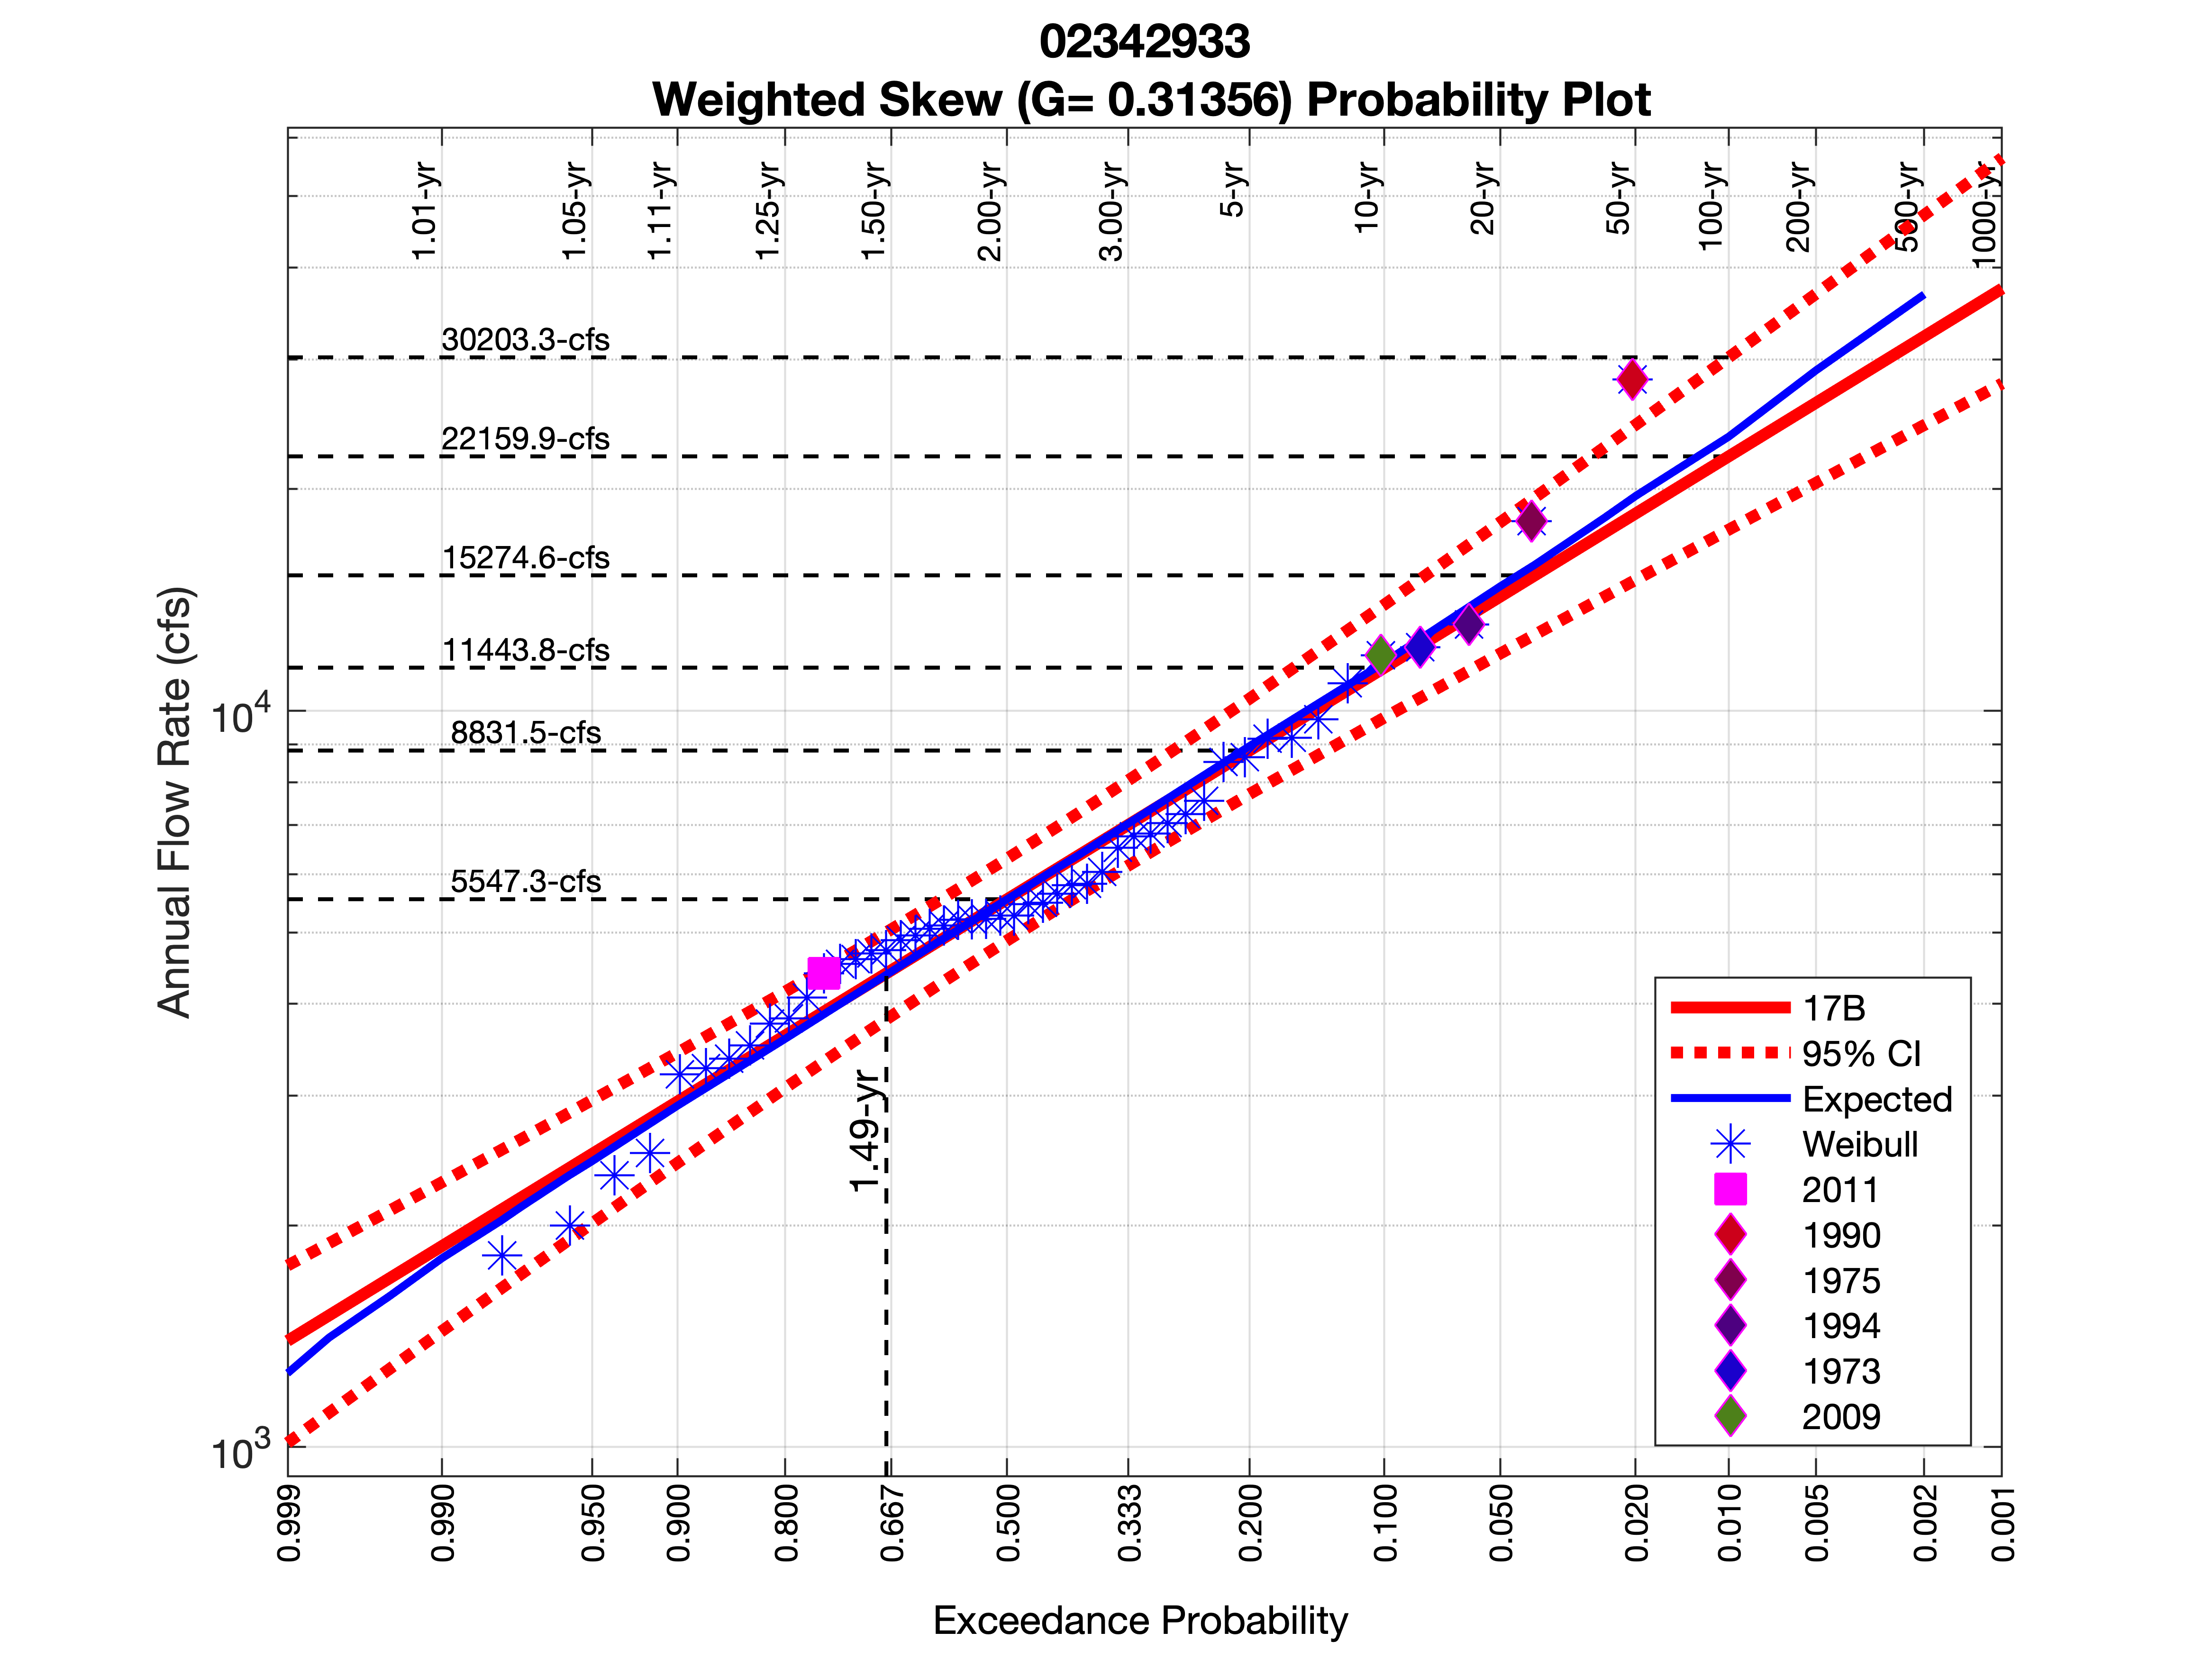 02342933
Weighted Skew (G= 0.31356) Probability Plot
1.01-yr
1.05-yr
1.11-yr
1.25-yr
1.50-yr
2.00-yr
3.00-yr
5-yr
10-yr
20-yr
50-yr
100-yr
200-yr
500-yr
1000-yr
30203.3-cfs
22159.9-cfs
15274.6-cfs
11443.8-cfs
8831.5-cfs
5547.3-cfs
1.49-yr
Annual Flow Rate (cfs)
10^4
10^3
17B
95% CI
Expected
Weibull
2011
1990
1975
1994
1973
2009
0.999
0.990
0.950
0.900
0.800
0.667
0.500
0.333
0.200
0.100
0.050
0.020
0.010
0.005
0.002
0.001
Exceedance Probability